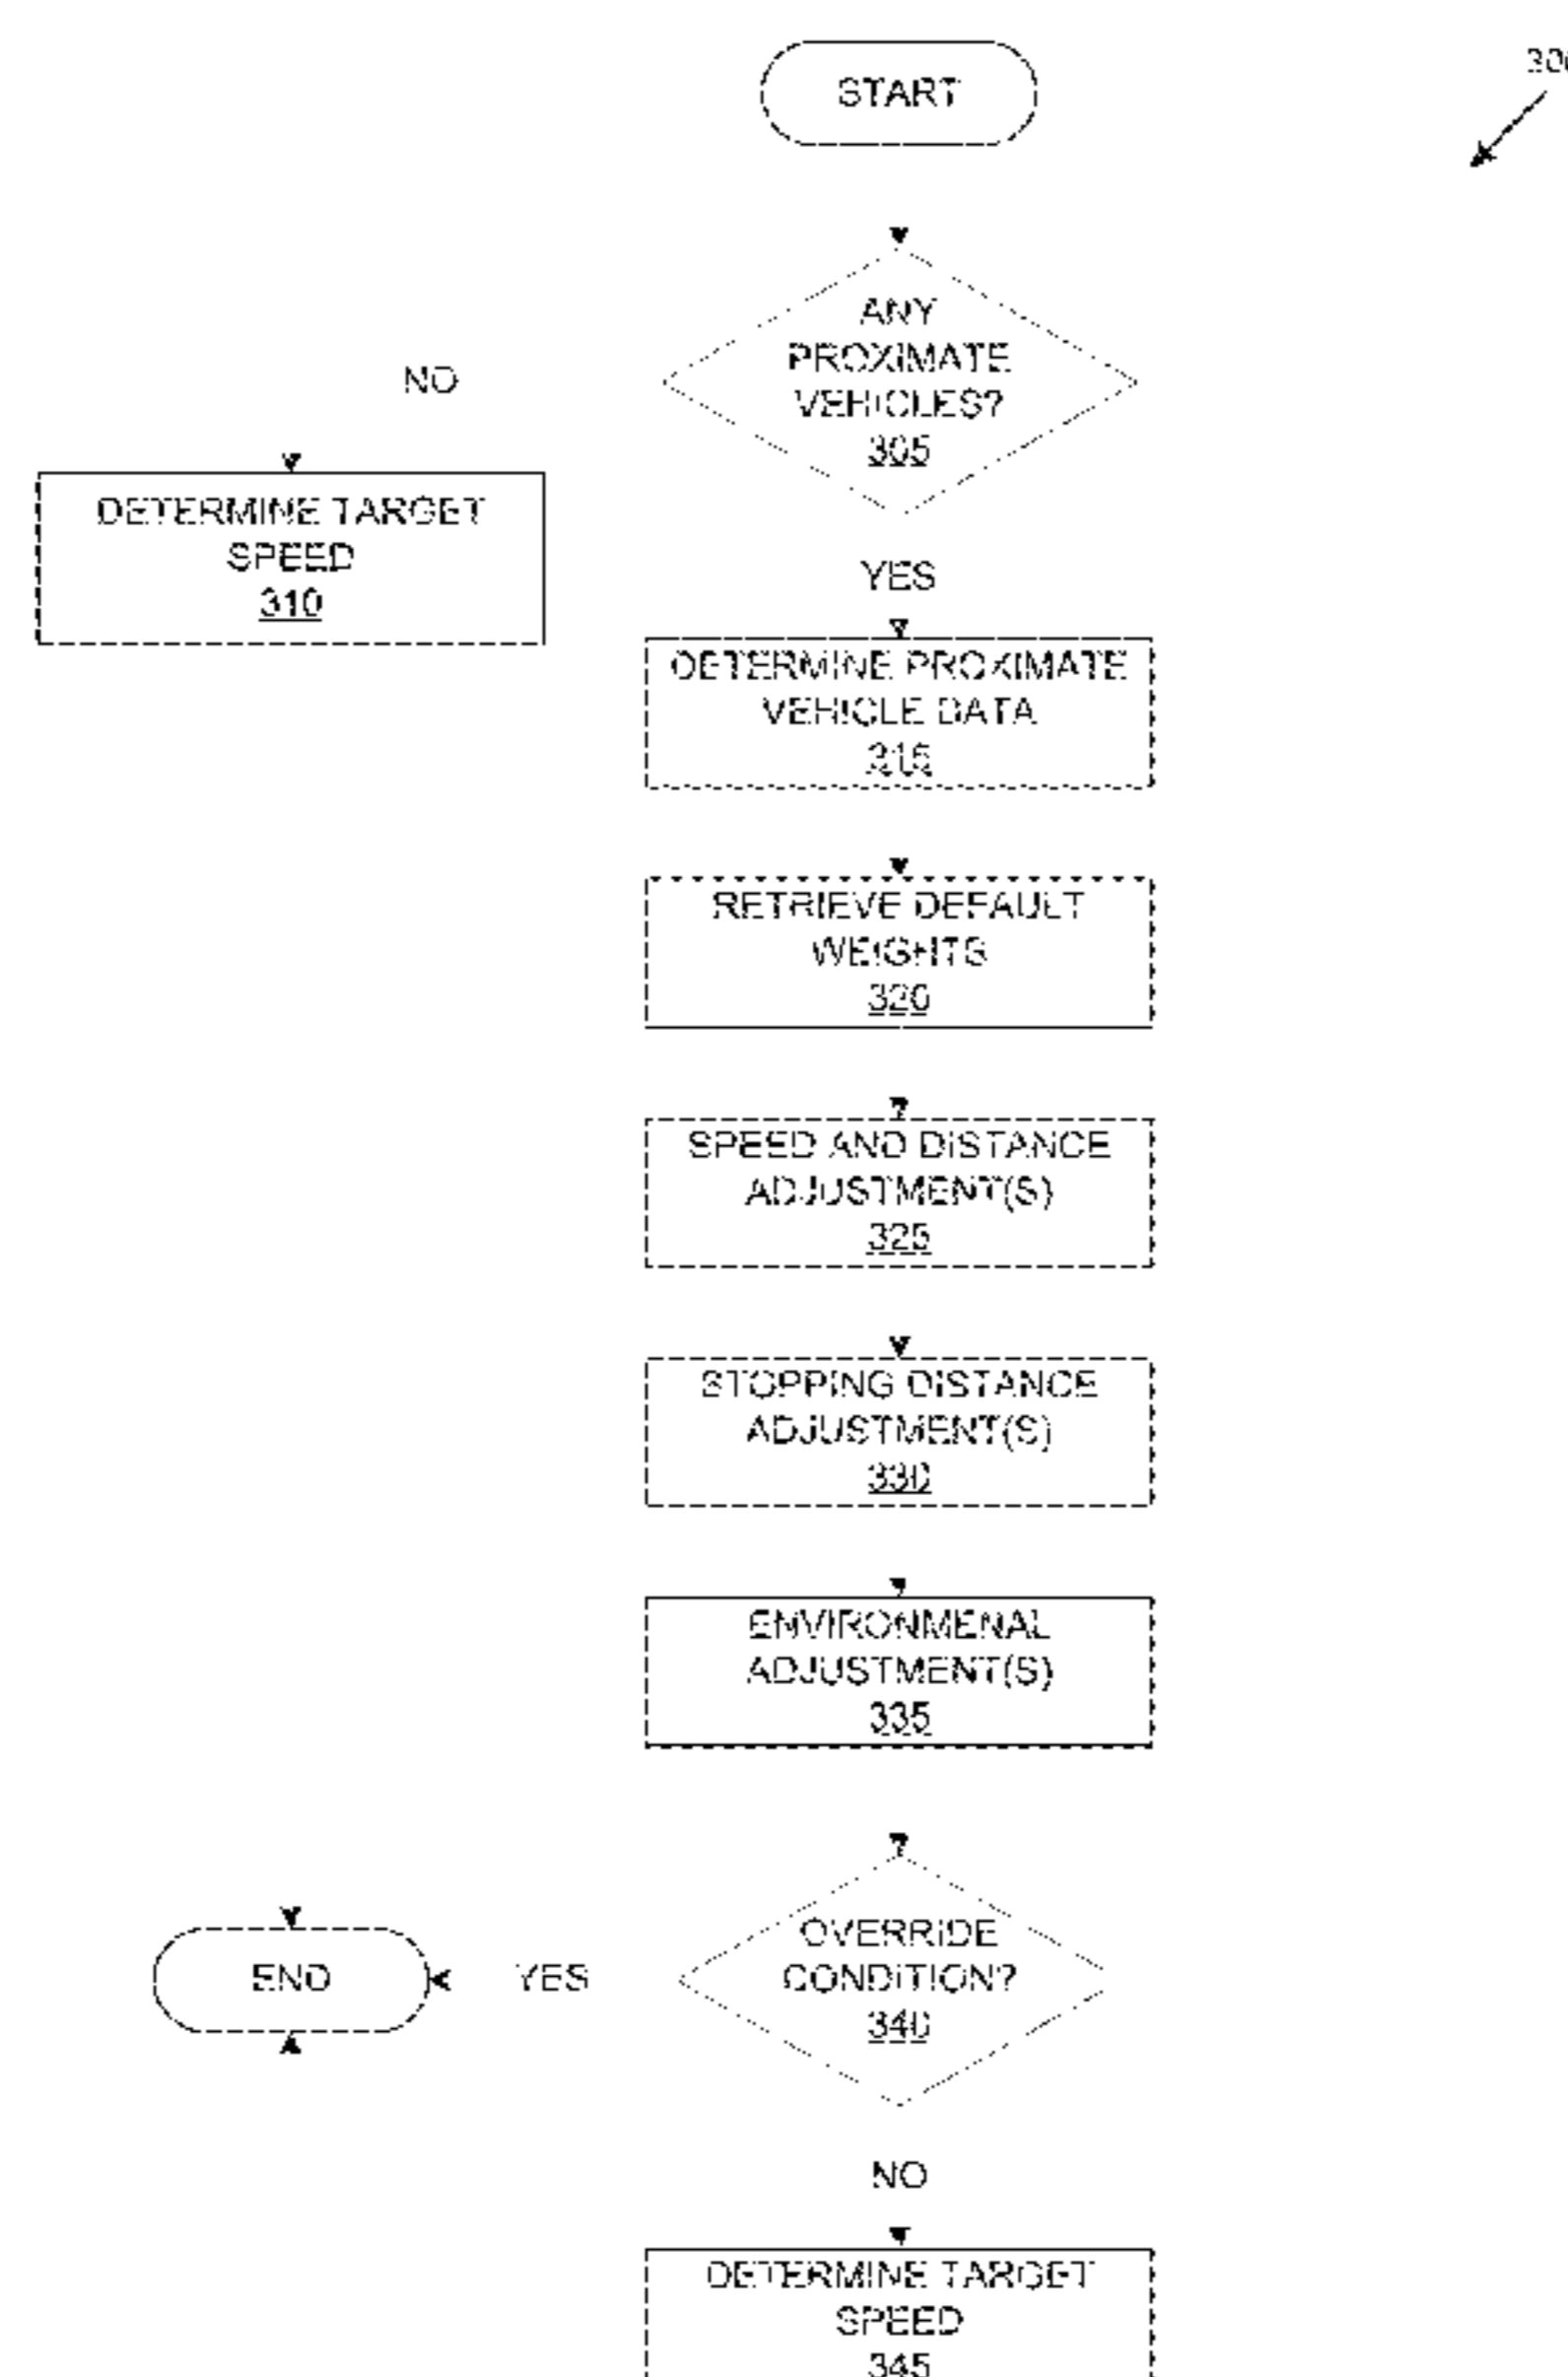 START
ANY
PROXIMATE
VEHICLES?
305
NO
DETERMINE TARGET
SPEED
310
YES
DETERMINE PROXIMATE
VEHICLE DATA
315
RETRIEVE DEFAULT
WEIGHTS
320
SPEED AND DISTANCE
ADJUSTMENT(S)
325
STOPPING DISTANCE
ADJUSTMENT(S)
330
ENVIRONMENAL
ADJUSTMENT(S)
335
OVERRIDE
CONDITION?
340
YES
END
NO
DETERMINE TARGET
SPEED
345